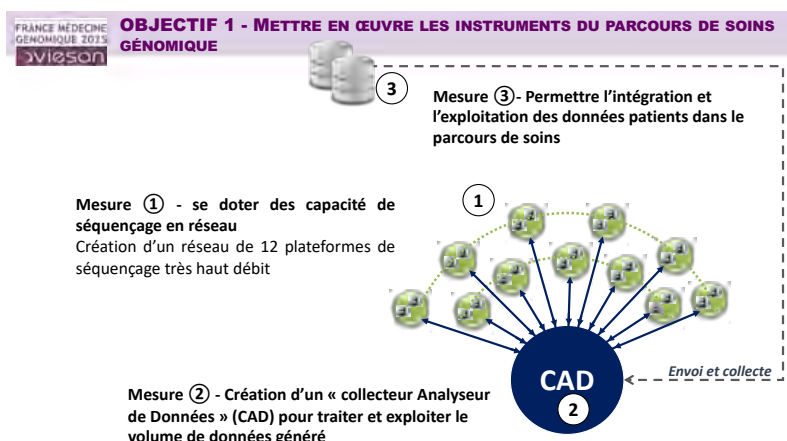 FRANCE MÉDECINE
GÉNOMIQUE 2025
aviesan
OBJECTIF 1 - METTRE EN ŒUVRE LES INSTRUMENTS DU PARCOURS DE SOINS
GÉNOMIQUE
3
Mesure 3 - Permettre l'intégration et
l'exploitation des données patients dans le
parcours de soins
Mesure 1 - se doter des capacité de
séquençage en réseau
Création d'un réseau de 12 plateformes de
séquençage très haut débit
1
CAD
2
Envoi et collecte
Mesure 2 - Création d'un « collecteur Analyseur
de Données » (CAD) pour traiter et exploiter le
volume de données généré